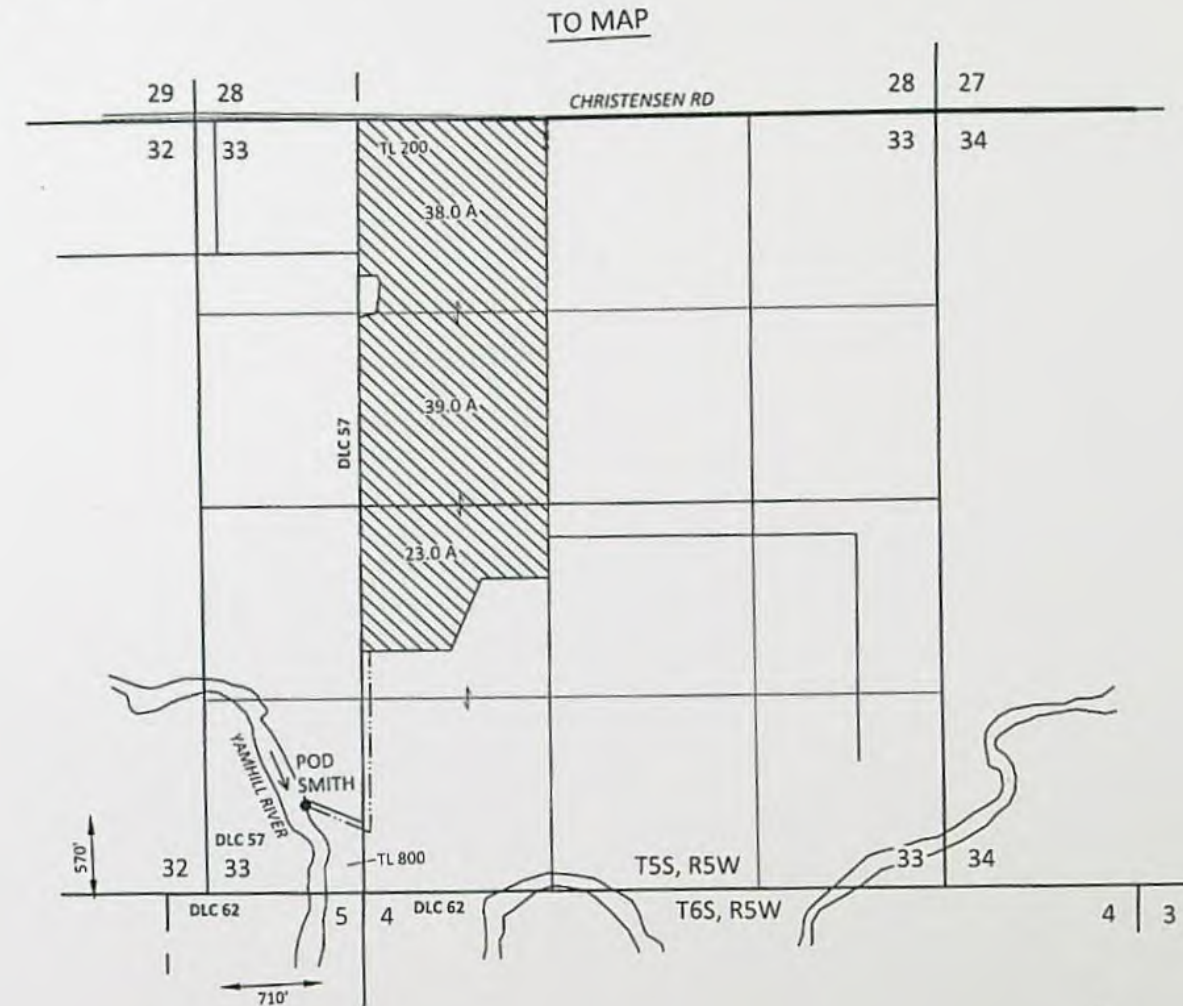 TO MAP
29 28
28 27
CHRISTENSEN RD
32 33
33 34
TL 200
38.0 A
39.0 A
DLC 57
23.0 A
YAMHILL RIVER
POD
SMITH
570'
DLC 57
TL 800
32 33
T5S, R5W
33 34
DLC 62
5 4
DLC 62
T6S, R5W
4 3
710'